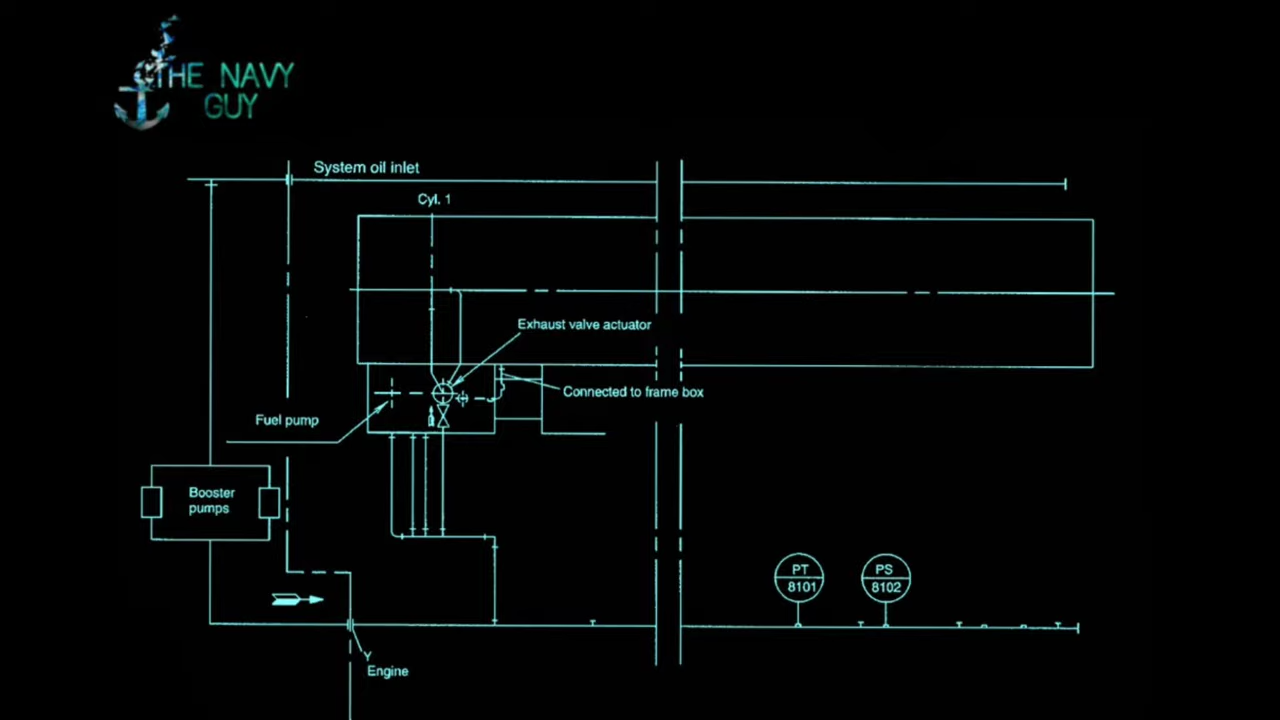 THE NAVY
GUY
System oil inlet
Cyl. 1
Exhaust valve actuator
Connected to frame box
Fuel pump
Booster
pumps
PT
8101
PS
8102
Y
Engine